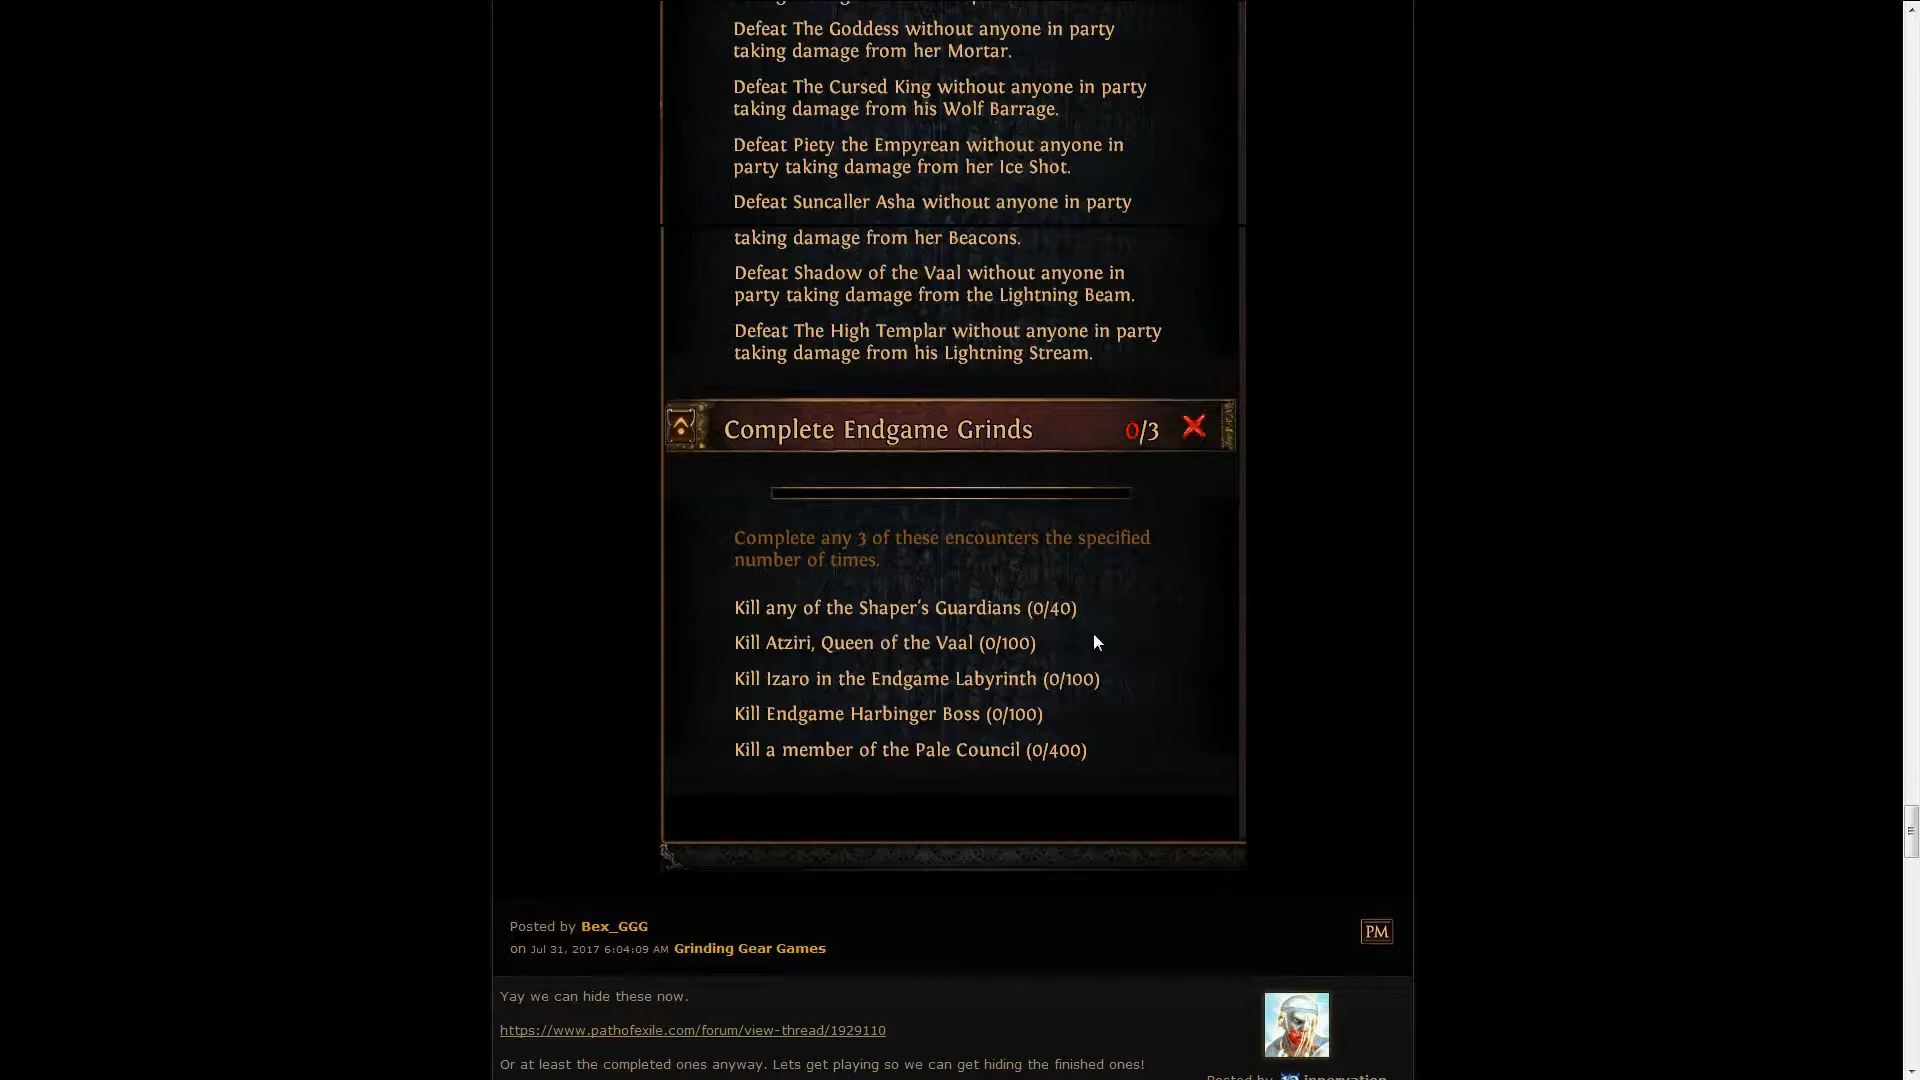 Defeat The Goddess without anyone in party
taking damage from her Mortar.
Defeat The Cursed King without anyone in party
taking damage from his Wolf Barrage.
Defeat Piety the Empyrean without anyone in
party taking damage from her Ice Shot.
Defeat Suncaller Asha without anyone in party
taking damage from her Beacons.
Defeat Shadow of the Vaal without anyone in
party taking damage from the Lightning Beam.
Defeat The High Templar without anyone in party
taking damage from his Lightning Stream.
Complete Endgame Grinds 0/3
Complete any 3 of these encounters the specified
number of times.
Kill any of the Shaper's Guardians (0/40)
Kill Atziri, Queen of the Vaal (0/100)
Kill Izaro in the Endgame Labyrinth (0/100)
Kill Endgame Harbinger Boss (0/100)
Kill a member of the Pale Council (0/400)
Posted by Bex_GGG
PM
on Jul 31, 2017 6:04:09 AM Grinding Gear Games
Yay we can hide these now.
https://www.pathofexile.com/forum/view-thread/1929110
Or at least the completed ones anyway. Lets get playing so we can get hiding the finished ones!
Posted by